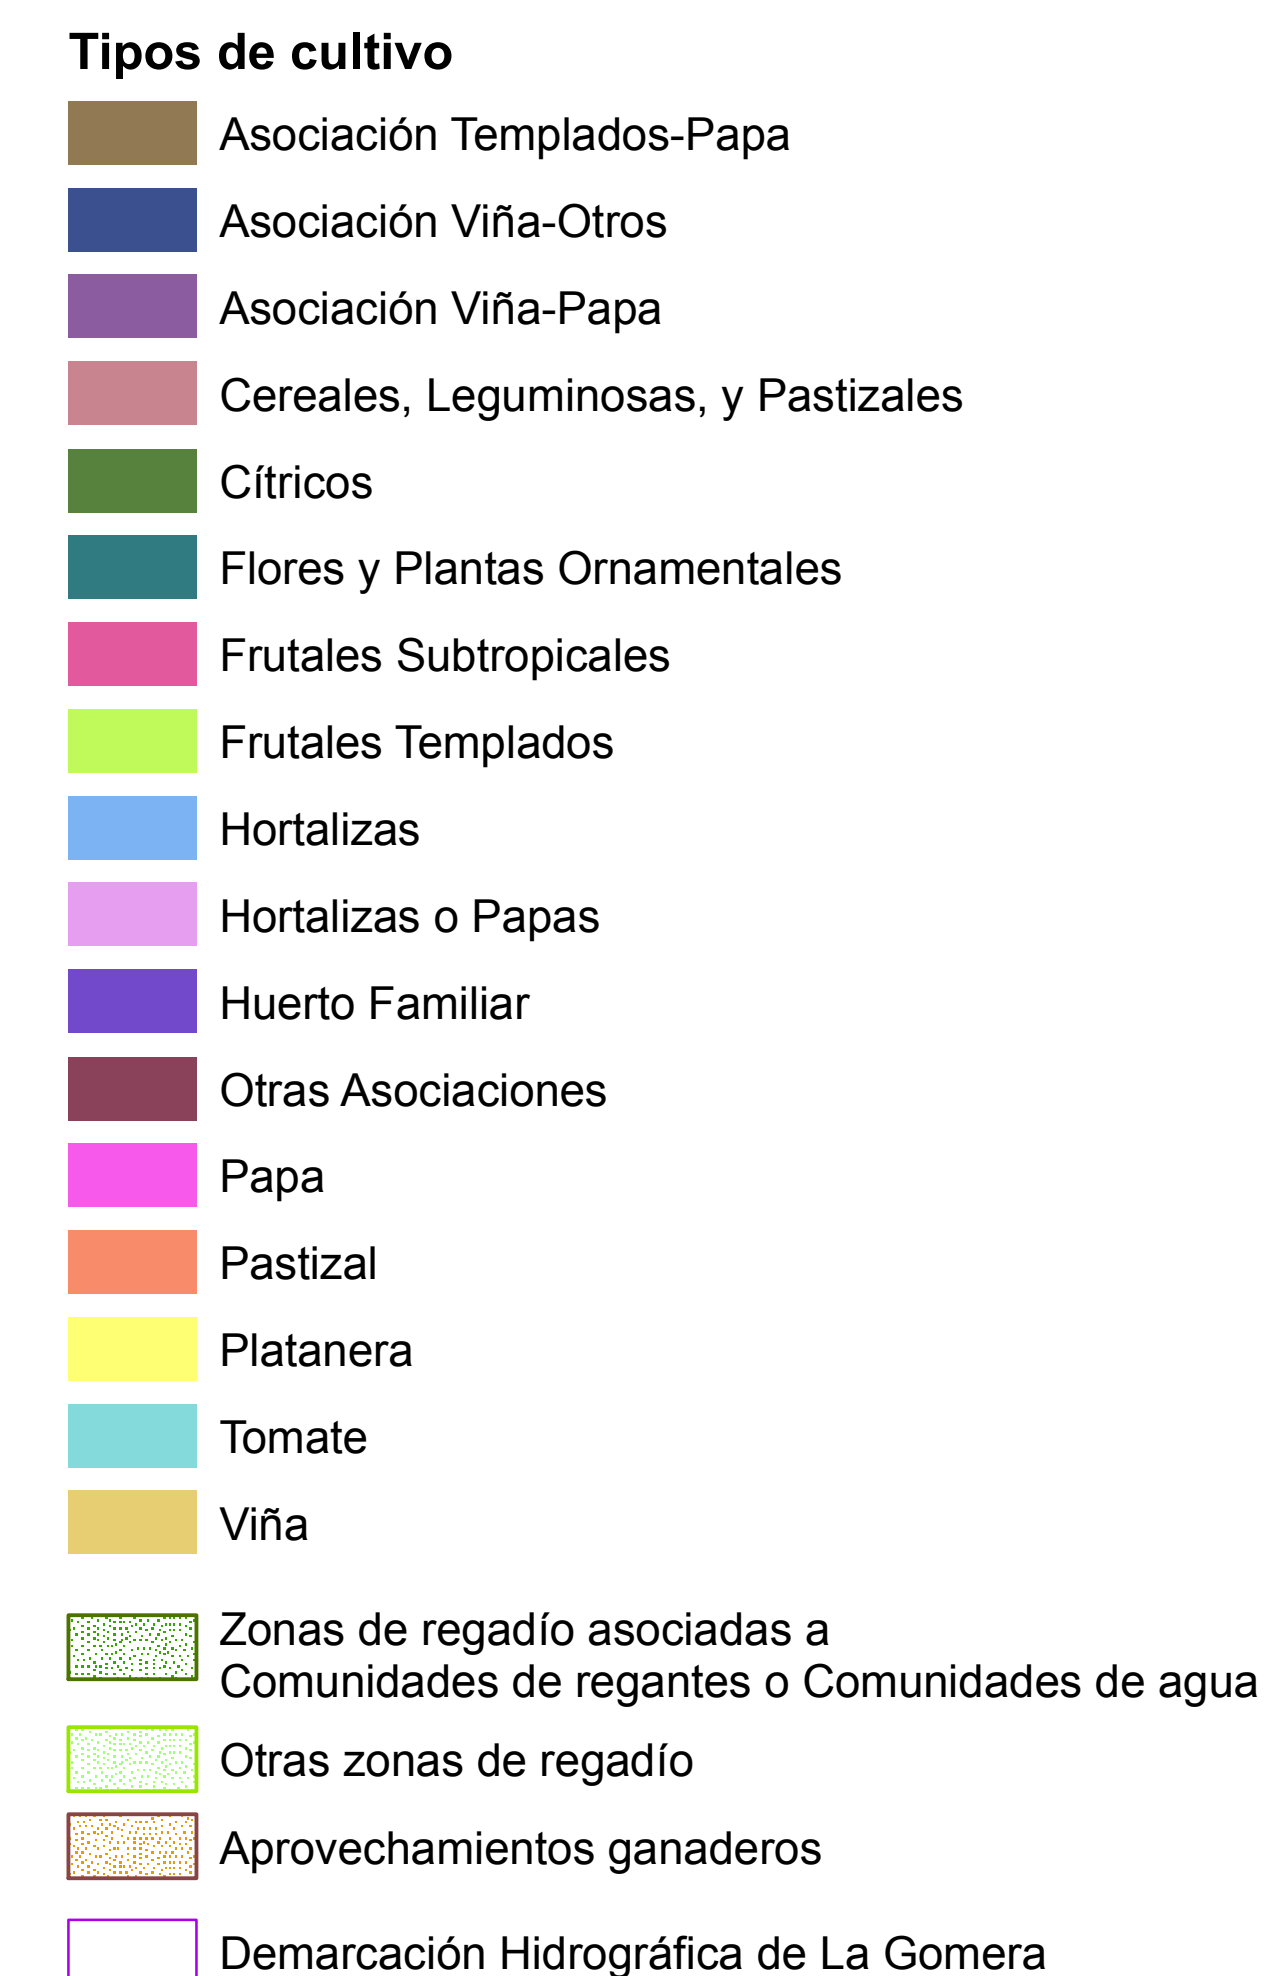 Tipos de cultivo
Asociación Templados-Papa
Asociación Viña-Otros
Asociación Viña-Papa
Cereales, Leguminosas, y Pastizales
Cítricos
Flores y Plantas Ornamentales
Frutales Subtropicales
Frutales Templados
Hortalizas
Hortalizas o Papas
Huerto Familiar
Otras Asociaciones
Papa
Pastizal
Platanera
Tomate
Viña
Zonas de regadío asociadas a
Comunidades de regantes o Comunidades de agua
Otras zonas de regadío
Aprovechamientos ganaderos
Demarcación Hidrográfica de La Gomera